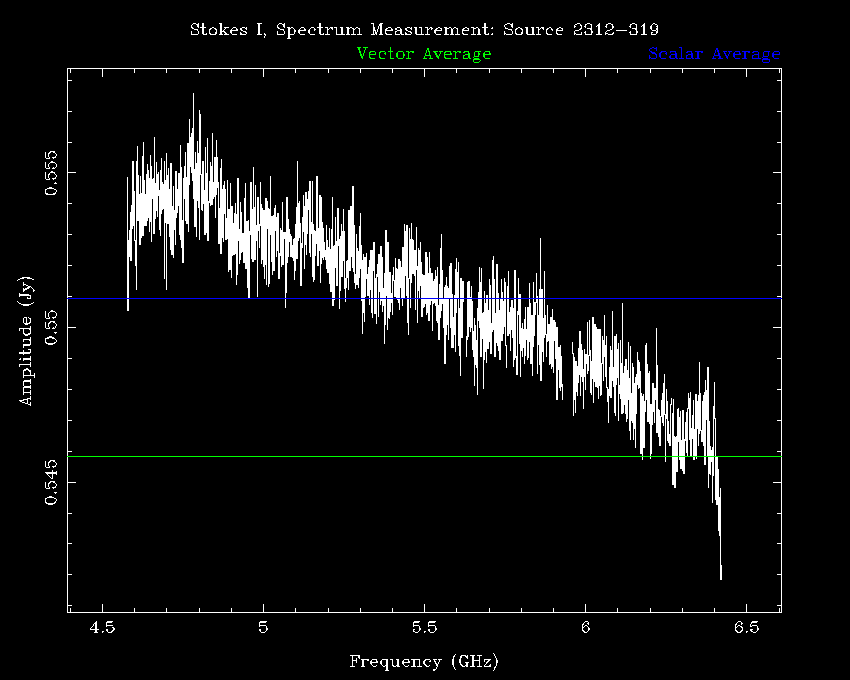 Stokes I, Spectrum Measurement: Source 2312−319
Vector Average
Scalar Average
0.555
0.55
0.545
Amplitude (Jy)
4.5 5 5.5 6 6.5
Frequency (GHz)